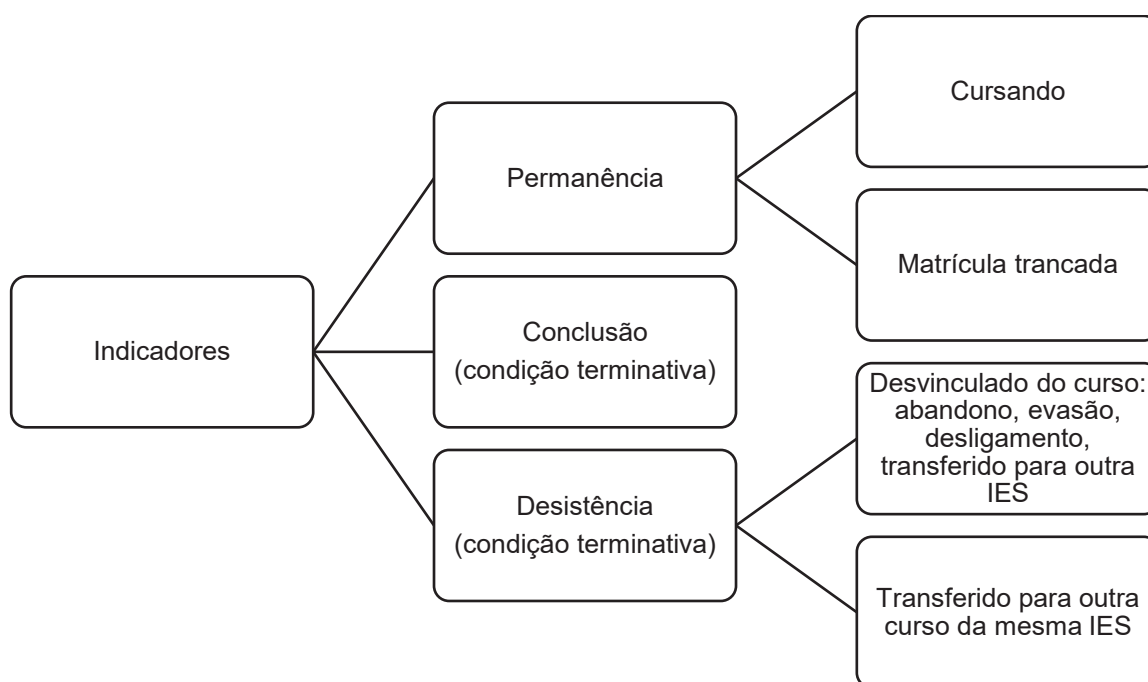 Indicadores
Permanência
Conclusão
(condição terminativa)
Desistência
(condição terminativa)
Cursando
Matrícula trancada
Desvinculado do curso:
abandono, evasão,
desligamento,
transferido para outra
IES
Transferido para outra
curso da mesma IES